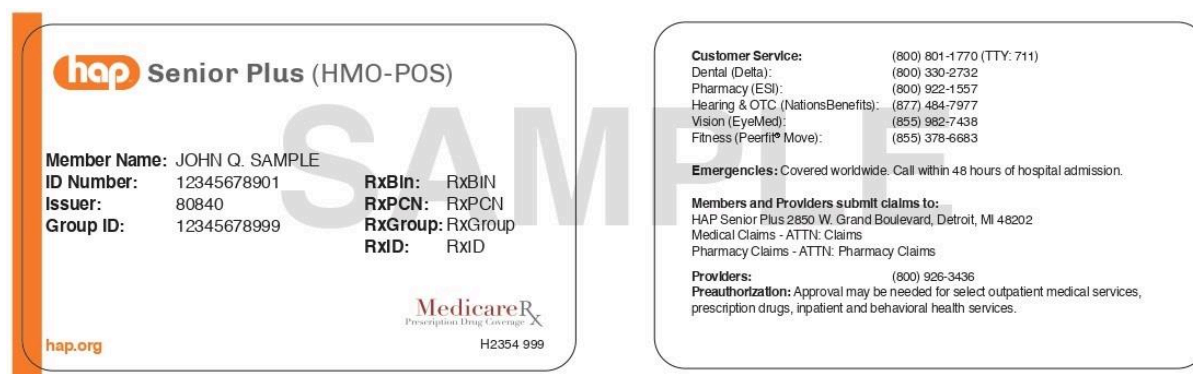 hap Senior Plus (HMO-POS)
Member Name: JOHN Q. SAMPLE
ID Number: 12345678901 RxBin: RxBIN
Issuer: 80840 RxPCN: RxPCN
Group ID: 12345678999 RxGroup: RxGroup
RxID: RxID
MedicareRx
Prescription Drug Coverage
hap.org H2354 999
Customer Service: (800) 801-1770 (TTY: 711)
Dental (Delta): (800) 330-2732
Pharmacy (ESI): (800) 922-1557
Hearing & OTC (NationsBenefits): (877) 484-7977
Vision (EyeMed): (855) 982-7438
Fitness (Peerfit® Move): (855) 378-6683
Emergencies: Covered worldwide. Call within 48 hours of hospital admission.
Members and Providers submit claims to:
HAP Senior Plus 2850 W. Grand Boulevard, Detroit, MI 48202
Medical Claims - ATTN: Claims
Pharmacy Claims - ATTN: Pharmacy Claims
Providers: (800) 926-3436
Preauthorization: Approval may be needed for select outpatient medical services,
prescription drugs, inpatient and behavioral health services.
SAMPLE